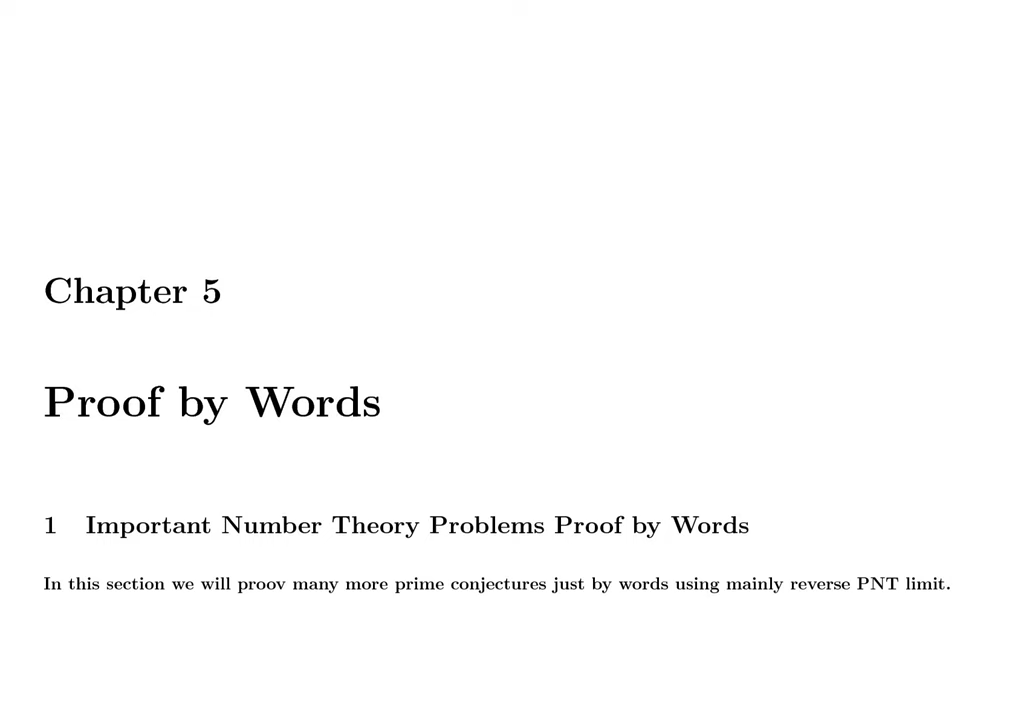 Chapter 5
Proof by Words
1 Important Number Theory Problems Proof by Words
In this section we will proov many more prime conjectures just by words using mainly reverse PNT limit.